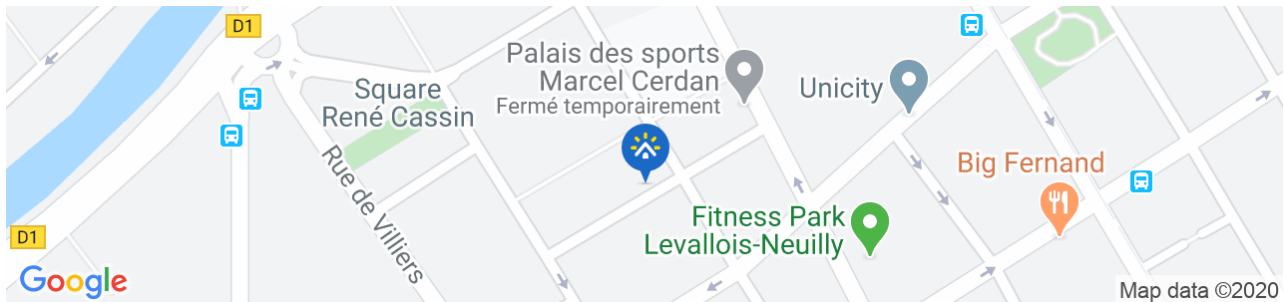 D1
Palais des sports
Marcel Cerdan
Fermé temporairement
Unicity
Square
René Cassin
Big Fernand
Rue de Villiers
Fitness Park
Levallois-Neuilly
D1
Google
Map data ©2020